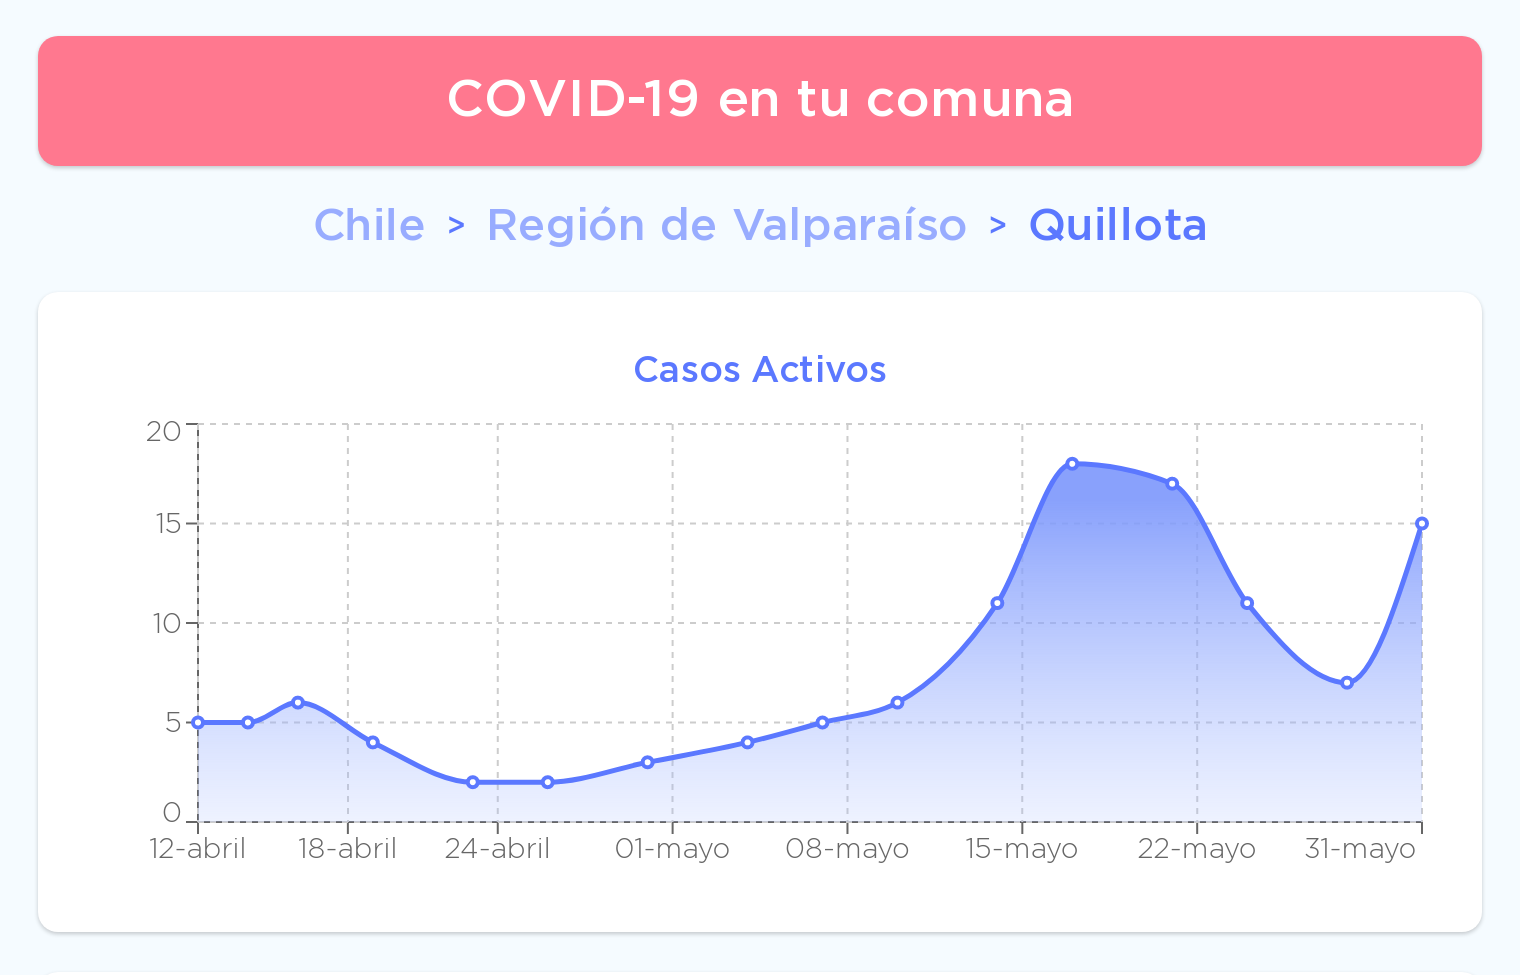 COVID-19 en tu comuna
Chile > Región de Valparaíso > Quillota
Casos Activos
20
15
10
5
0
12-abril 18-abril 24-abril 01-mayo 08-mayo 15-mayo 22-mayo 31-mayo